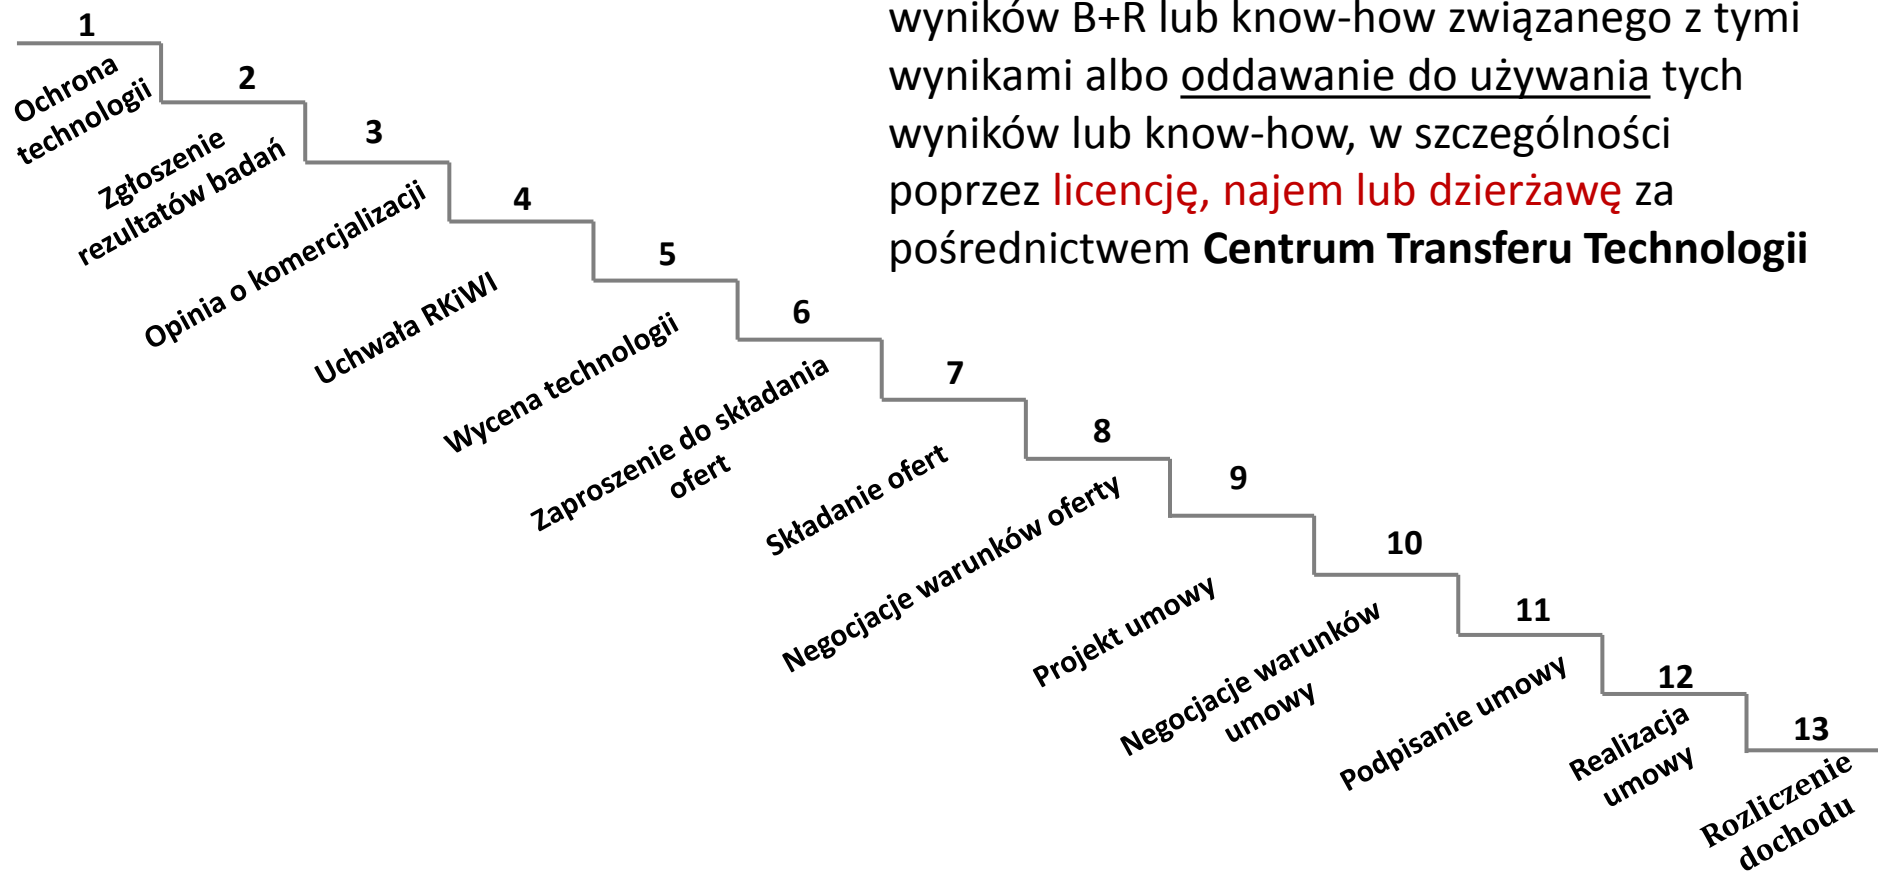 wyników B+R lub know-how związanego z tymi
wynikami albo oddawanie do używania tych
wyników lub know-how, w szczególności
poprzez licencję, najem lub dzierżawę za
pośrednictwem Centrum Transferu Technologii
1
Ochrona
technologii
2
Zgłoszenie
rezultatów badań
3
Opinia o komercjalizacji
4
Uchwała RKiWI
5
Wycena technologii
6
Zaproszenie do składania
ofert
7
Składanie ofert
8
Negocjacje warunków oferty
9
Projekt umowy
10
Negocjacje warunków
umowy
11
Podpisanie umowy
12
Realizacja
umowy
13
Rozliczenie
dochodu